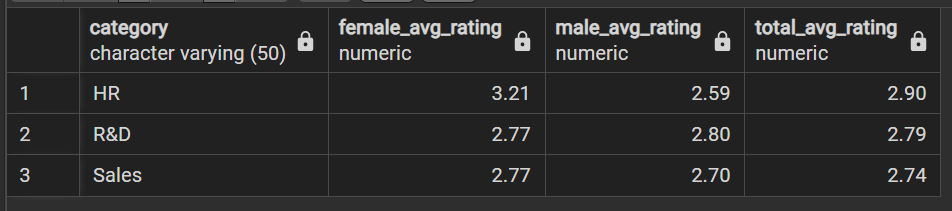 category female_avg_rating male_avg_rating total_avg_rating
character varying (50) numeric numeric numeric
1 HR 3.21 2.59 2.90
2 R&D 2.77 2.80 2.79
3 Sales 2.77 2.70 2.74